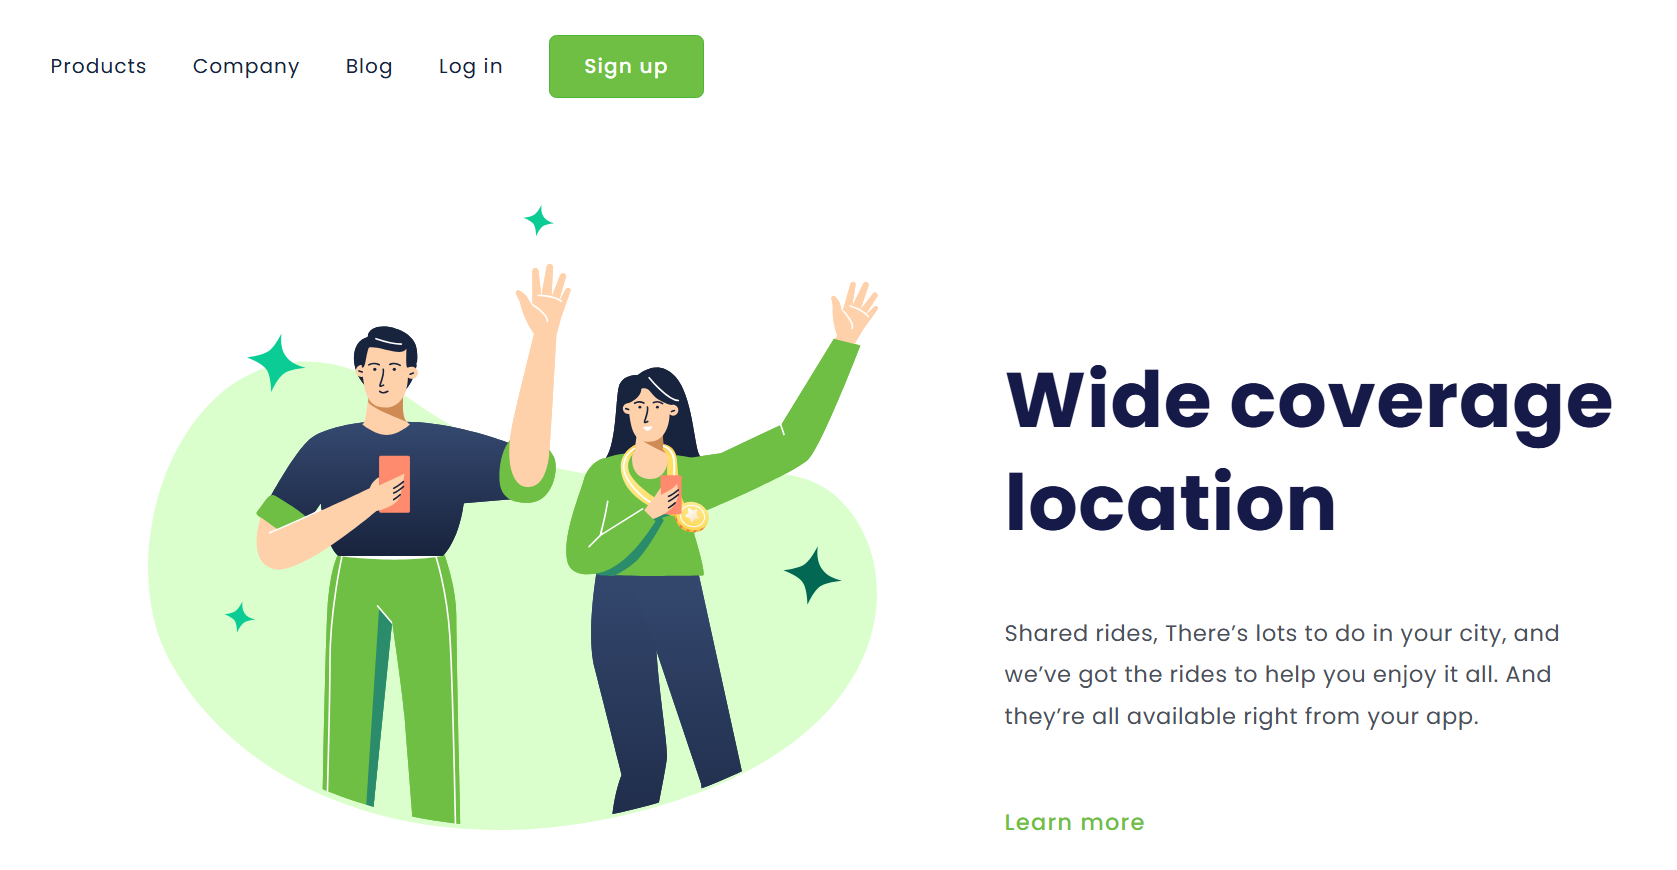 Products Company Blog Log in Sign up
Wide coverage
location
Shared rides, There’s lots to do in your city, and
we’ve got the rides to help you enjoy it all. And
they’re all available right from your app.
Learn more